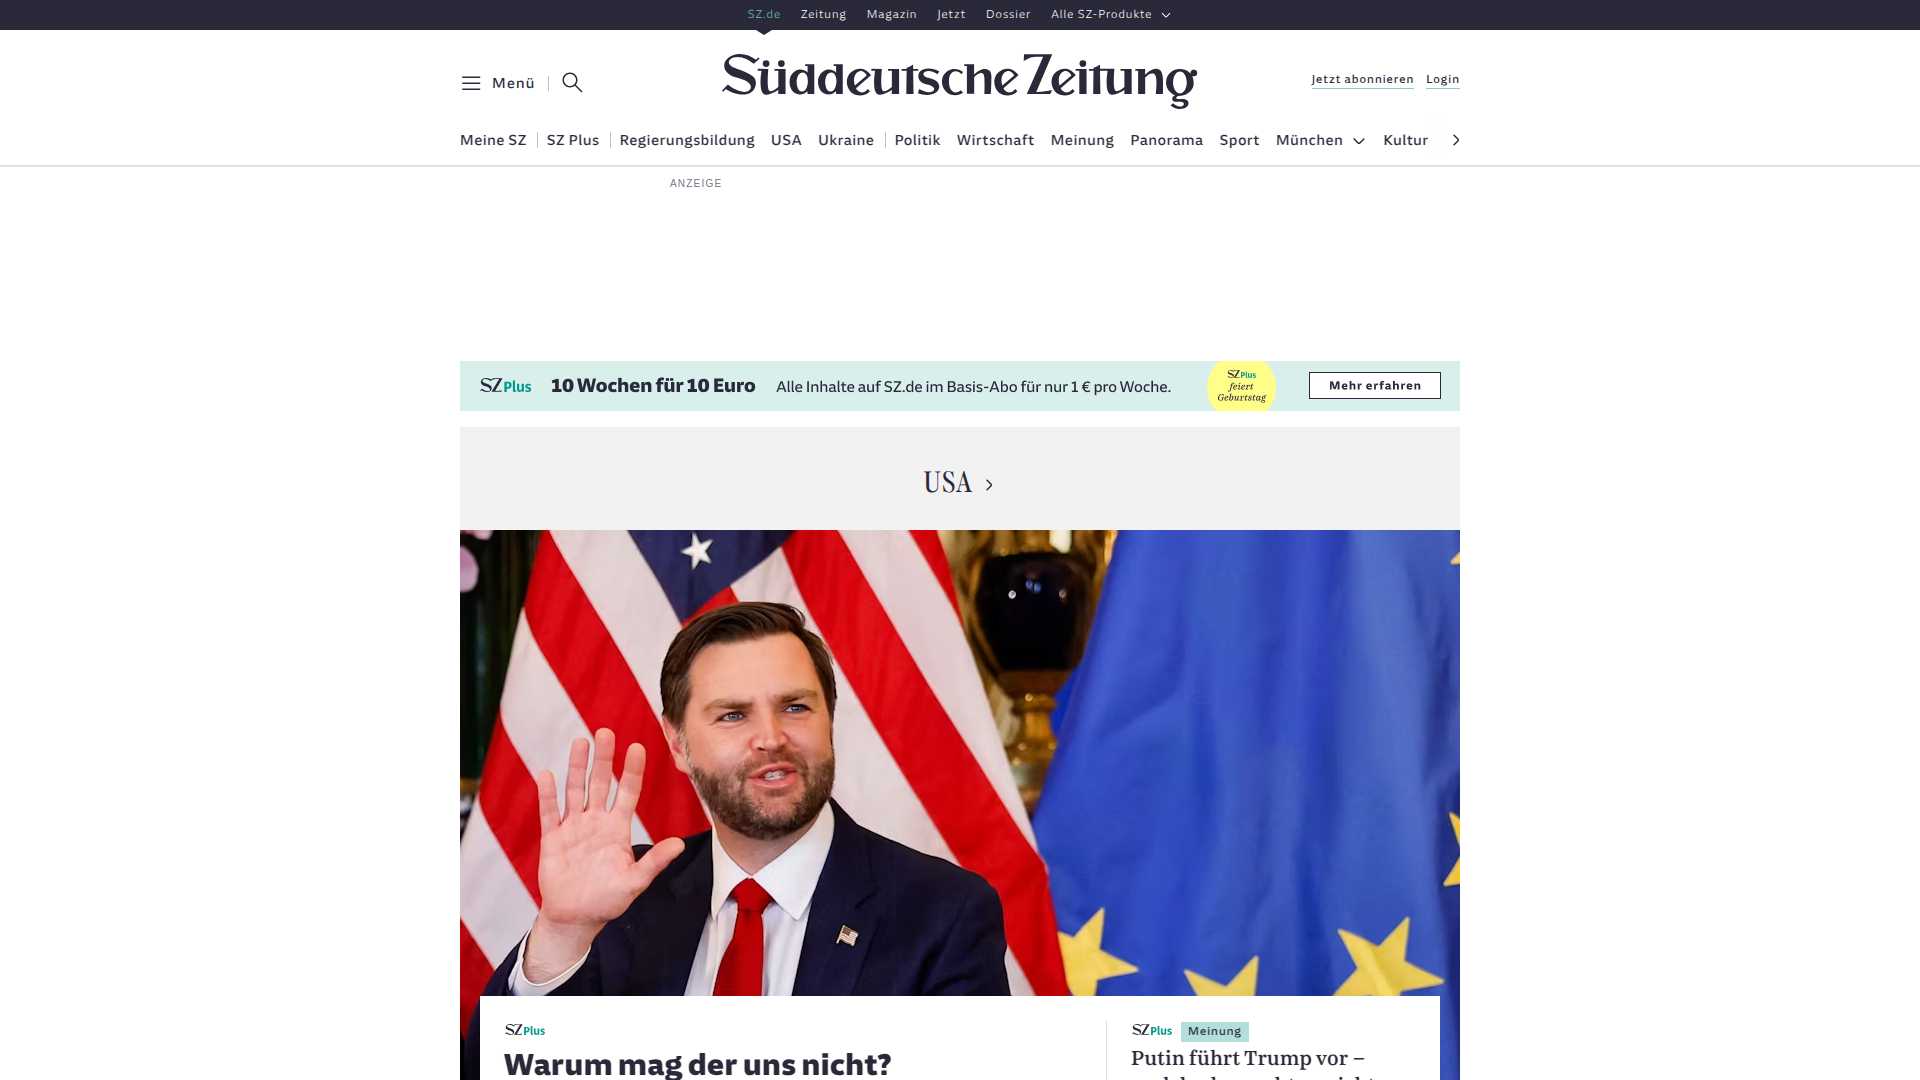 SZ.de Zeitung Magazin Jetzt Dossier Alle SZ-Produkte
Menü
Süddeutsche Zeitung
Jetzt abonnieren Login
Meine SZ SZ Plus Regierungsbildung USA Ukraine Politik Wirtschaft Meinung Panorama Sport München Kultur
ANZEIGE
SZ Plus 10 Wochen für 10 Euro Alle Inhalte auf SZ.de im Basis-Abo für nur 1 € pro Woche.
SZ Plus
feiert
Geburtstag
Mehr erfahren
USA
SZ Plus
Warum mag der uns nicht?
SZ Plus Meinung
Putin führt Trump vor –